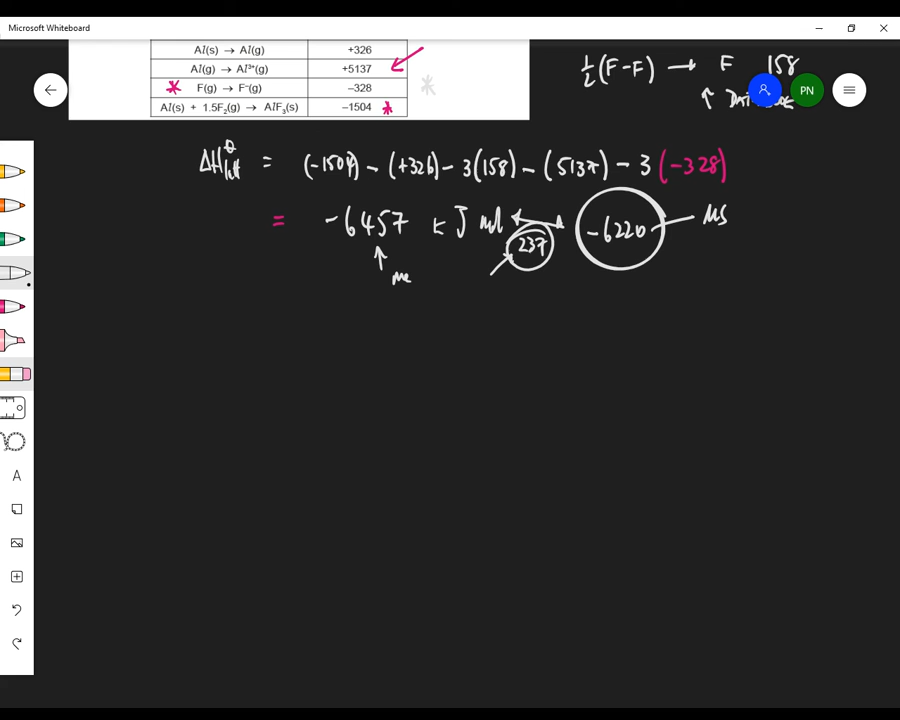 Microsoft Whiteboard
Al(s) → Al(g) +326
Al(g) → Al³⁺(g) +5137
F(g) → F⁻(g) −328
Al(s) + 1.5F₂(g) → AlF₃(s) −1504
½(F−F) → F 158
PN
ΔH latt θ = (-1504) - (+326) - 3(158) - (5137) - 3(-328)
= -6457 kJ mol -6220 MS
237
me
A